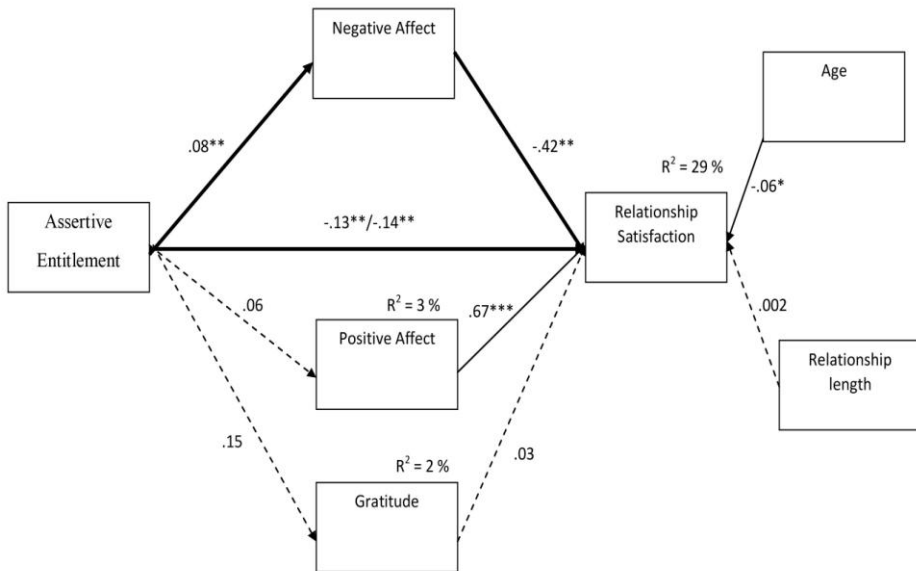 Negative Affect
Age
.08**
-.42**
R² = 29 %
-.06*
Assertive
Entitlement
-.13**/-.14**
Relationship
Satisfaction
.06
R² = 3 %
.67***
.002
Positive Affect
Relationship
length
.15
R² = 2 %
.03
Gratitude